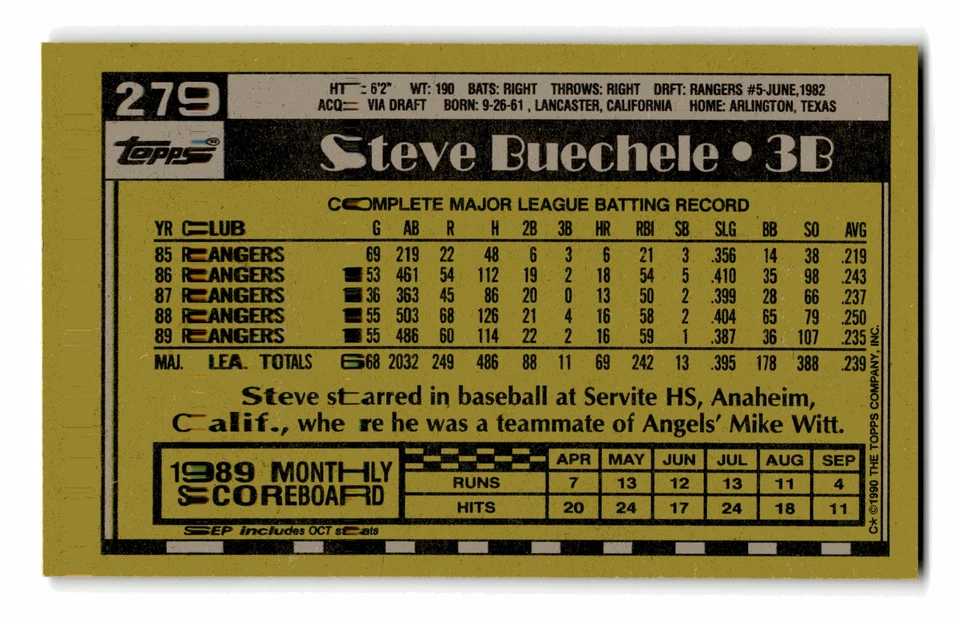 279
HT: 6'2" WT: 190 BATS: RIGHT THROWS: RIGHT DRFT: RANGERS #5-JUNE,1982
ACQ: VIA DRAFT BORN: 9-26-61 , LANCASTER, CALIFORNIA HOME: ARLINGTON, TEXAS
topps
Steve Buechele • 3B
COMPLETE MAJOR LEAGUE BATTING RECORD
YR CLUB G AB R H 2B 3B HR RBI SB SLG BB SO AVG
85 RANGERS 69 219 22 48 6 3 6 21 3 .356 14 38 .219
86 RANGERS 153 461 54 112 19 2 18 54 5 .410 35 98 .243
87 RANGERS 136 363 45 86 20 0 13 50 2 .399 28 66 .237
88 RANGERS 155 503 68 126 21 4 16 58 2 .404 65 79 .250
89 RANGERS 155 486 60 114 22 2 16 59 1 .387 36 107 .235
MAJ. LEA. TOTALS 668 2032 249 486 88 11 69 242 13 .395 178 388 .239
Steve starred in baseball at Servite HS, Anaheim,
Calif., where he was a teammate of Angels' Mike Witt.
1989 MONTHLY
SCOREBOARD
APR MAY JUN JUL AUG SEP
RUNS 7 13 12 13 11 4
HITS 20 24 17 24 18 11
SEP includes OCT stats
C* ©1990 THE TOPPS COMPANY, INC.